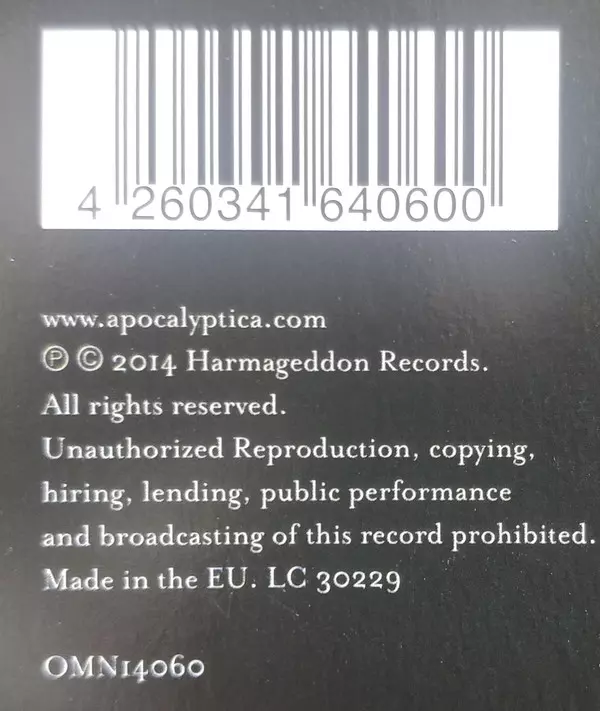 4 260341 640600
www.apocalyptica.com
℗ © 2014 Harmageddon Records.
All rights reserved.
Unauthorized Reproduction, copying,
hiring, lending, public performance
and broadcasting of this record prohibited.
Made in the EU. LC 30229
OMN14060